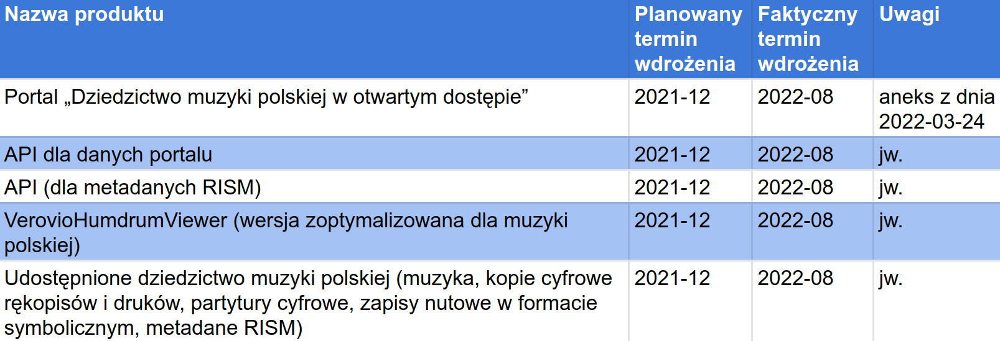 Nazwa produktu
Planowany
termin
wdrożenia
Faktyczny
termin
wdrożenia
Uwagi
Portal „Dziedzictwo muzyki polskiej w otwartym dostępie”
2021-12
2022-08
aneks z dnia
2022-03-24
API dla danych portalu
2021-12
2022-08
jw.
API (dla metadanych RISM)
2021-12
2022-08
jw.
VerovioHumdrumViewer (wersja zoptymalizowana dla muzyki
polskiej)
2021-12
2022-08
jw.
Udostępnione dziedzictwo muzyki polskiej (muzyka, kopie cyfrowe
rękopisów i druków, partytury cyfrowe, zapisy nutowe w formacie
symbolicznym, metadane RISM)
2021-12
2022-08
jw.